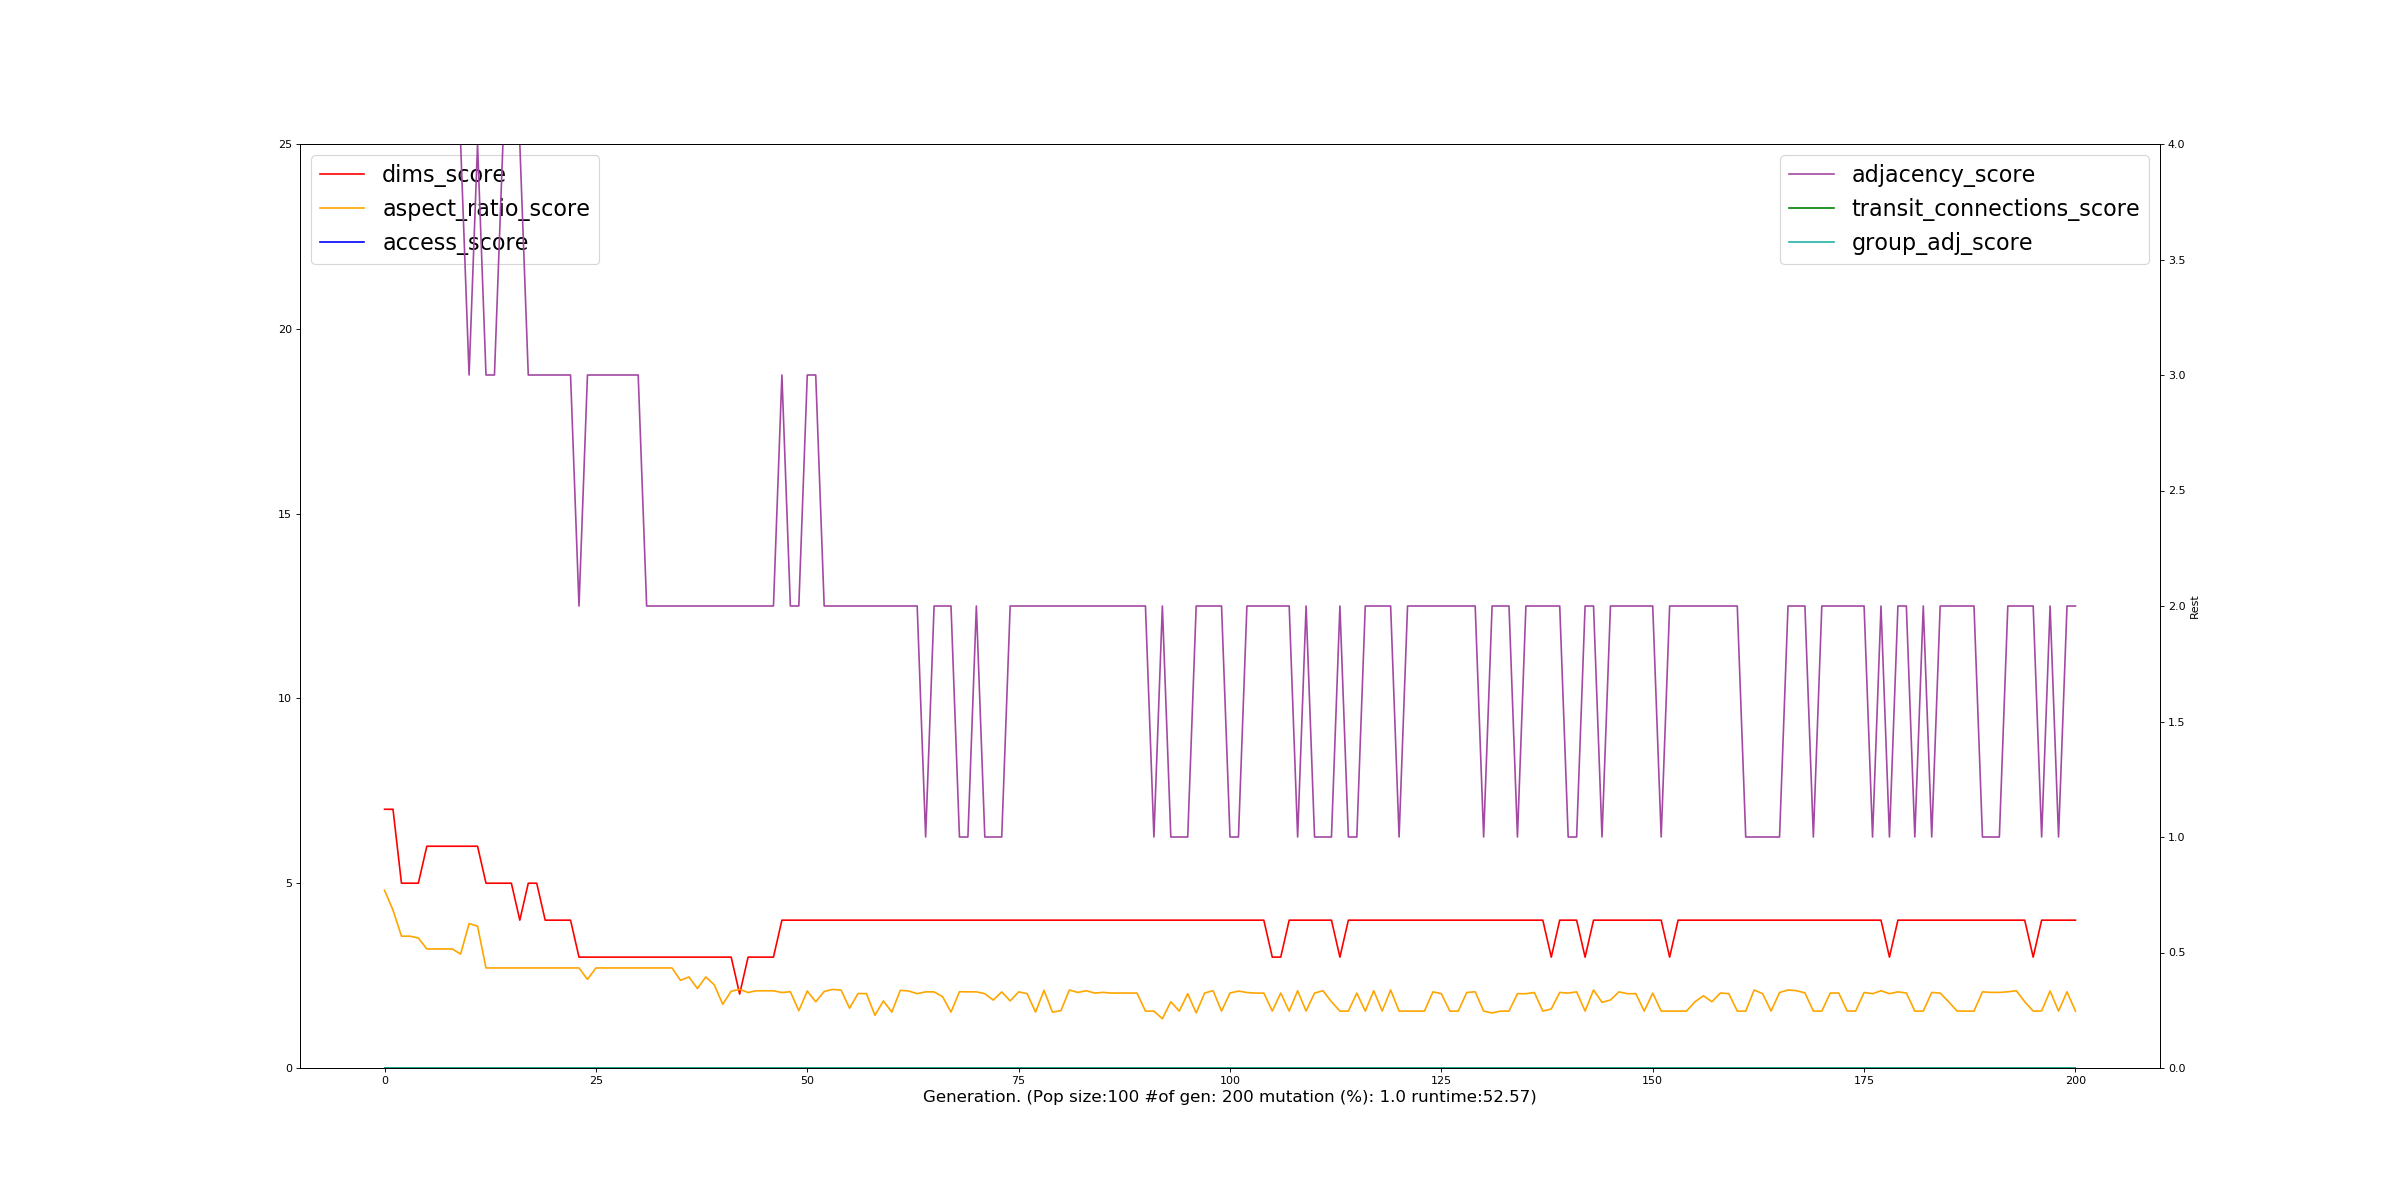 25
20
15
10
5
0
dims_score
aspect_ratio_score
access_score
adjacency_score
transit_connections_score
group_adj_score
4.0
3.5
3.0
2.5
2.0
1.5
1.0
0.5
0.0
Rest
0 25 50 75 100 125 150 175 200
Generation. (Pop size:100 #of gen: 200 mutation (%): 1.0 runtime:52.57)